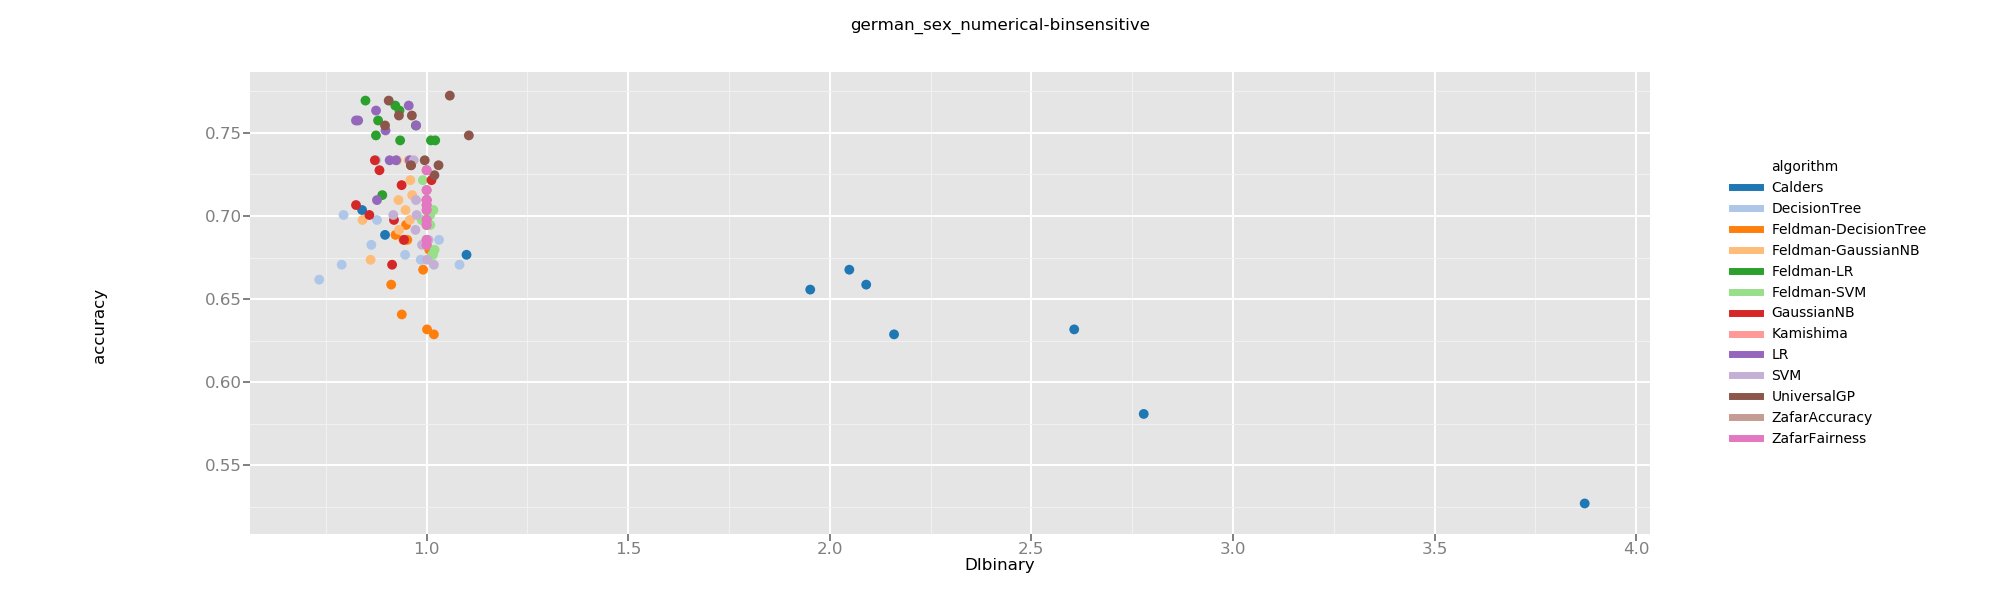 german_sex_numerical-binsensitive
accuracy
0.75
0.70
0.65
0.60
0.55
1.0 1.5 2.0 2.5 3.0 3.5 4.0
DIbinary
algorithm
Calders
DecisionTree
Feldman-DecisionTree
Feldman-GaussianNB
Feldman-LR
Feldman-SVM
GaussianNB
Kamishima
LR
SVM
UniversalGP
ZafarAccuracy
ZafarFairness